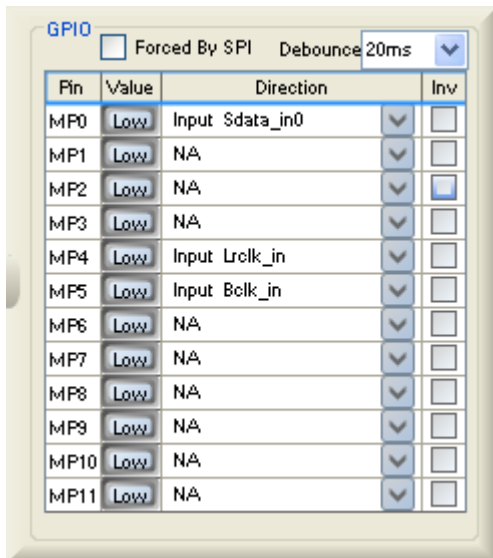 GPIO
Forced By SPI Debounce 20ms
Pin Value Direction Inv
MP0 Low Input Sdata_in0
MP1 Low NA
MP2 Low NA
MP3 Low NA
MP4 Low Input Lrclk_in
MP5 Low Input Bclk_in
MP6 Low NA
MP7 Low NA
MP8 Low NA
MP9 Low NA
MP10 Low NA
MP11 Low NA